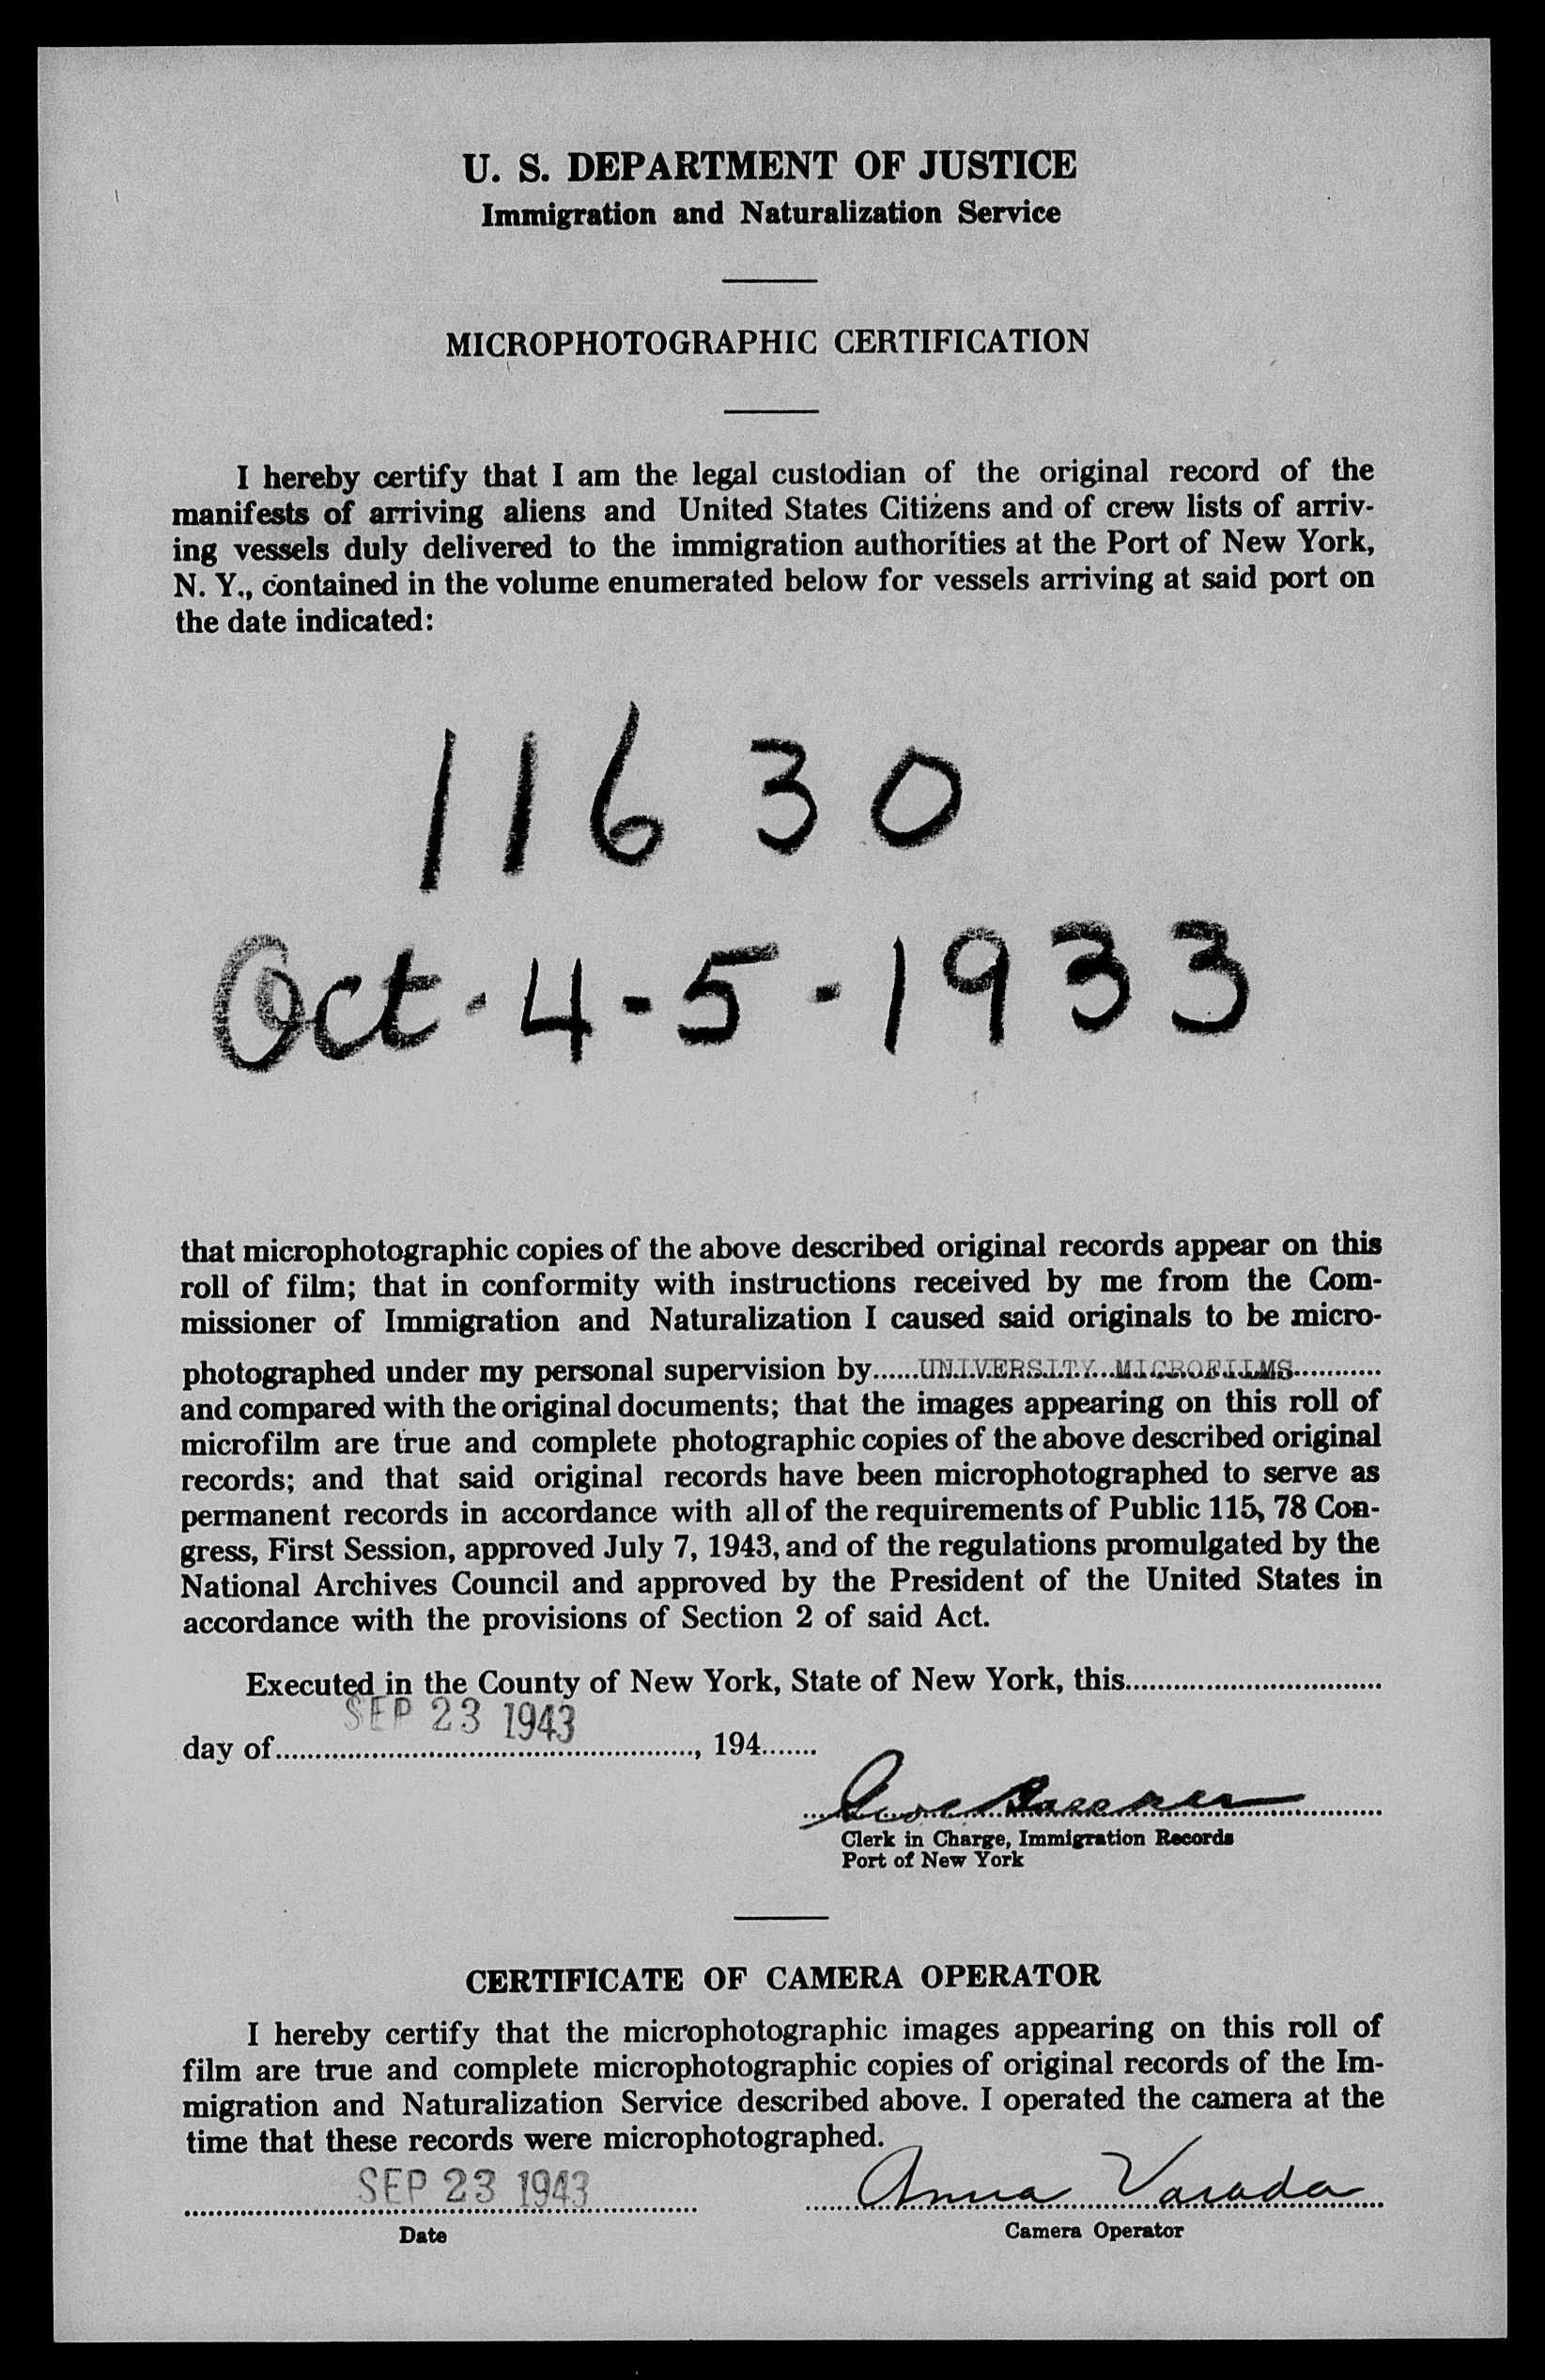 U. S. DEPARTMENT OF JUSTICE
Immigration and Naturalization Service
MICROPHOTOGRAPHIC CERTIFICATION
I hereby certify that I am the legal custodian of the original record of the
manifests of arriving aliens and United States Citizens and of crew lists of arriv-
ing vessels duly delivered to the immigration authorities at the Port of New York,
N. Y., contained in the volume enumerated below for vessels arriving at said port on
the date indicated:
11630
Oct. 4-5-1933
that microphotographic copies of the above described original records appear on this
roll of film; that in conformity with instructions received by me from the Com-
missioner of Immigration and Naturalization I caused said originals to be micro-
photographed under my personal supervision by......UNIVERSITY MICROFILMS...........
and compared with the original documents; that the images appearing on this roll of
microfilm are true and complete photographic copies of the above described original
records; and that said original records have been microphotographed to serve as
permanent records in accordance with all of the requirements of Public 115, 78 Con-
gress, First Session, approved July 7, 1943, and of the regulations promulgated by the
National Archives Council and approved by the President of the United States in
accordance with the provisions of Section 2 of said Act.
Executed in the County of New York, State of New York, this................................
SEP 23 1943
day of....................................................., 194.......
Clerk in Charge, Immigration Records
Port of New York
CERTIFICATE OF CAMERA OPERATOR
I hereby certify that the microphotographic images appearing on this roll of
film are true and complete microphotographic copies of original records of the Im-
migration and Naturalization Service described above. I operated the camera at the
time that these records were microphotographed.
SEP 23 1943 Anna Varada
Date Camera Operator